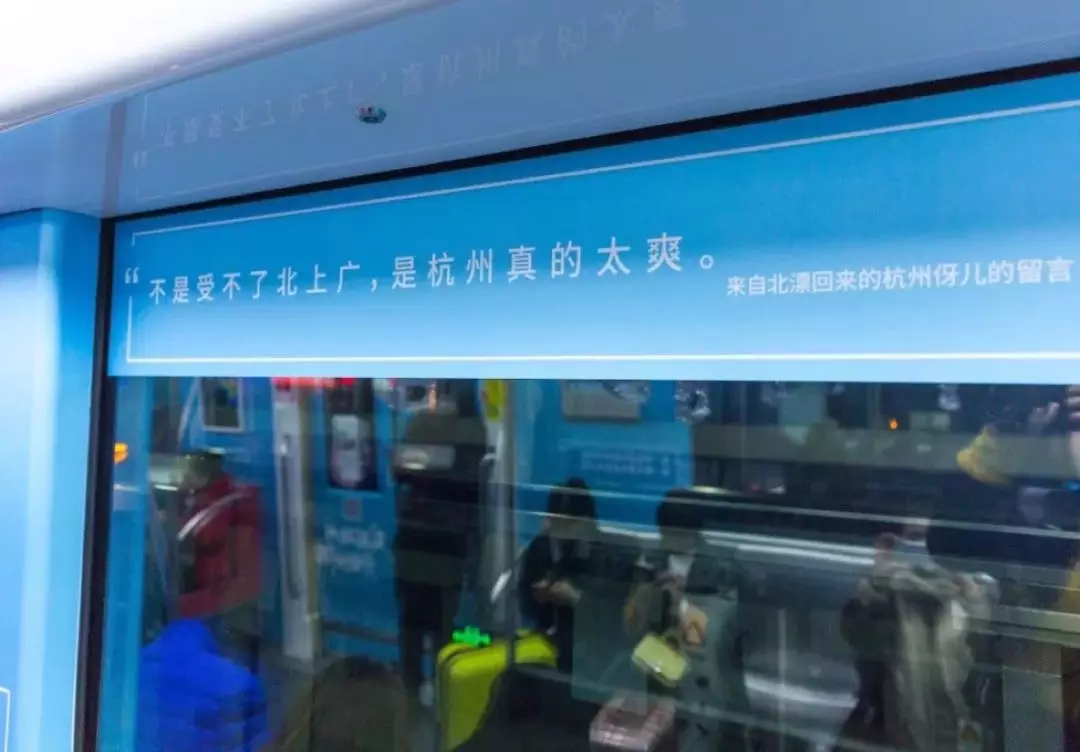 “不是受不了北上广,是杭州真的太爽。
来自北漂回来的杭州伢儿的留言